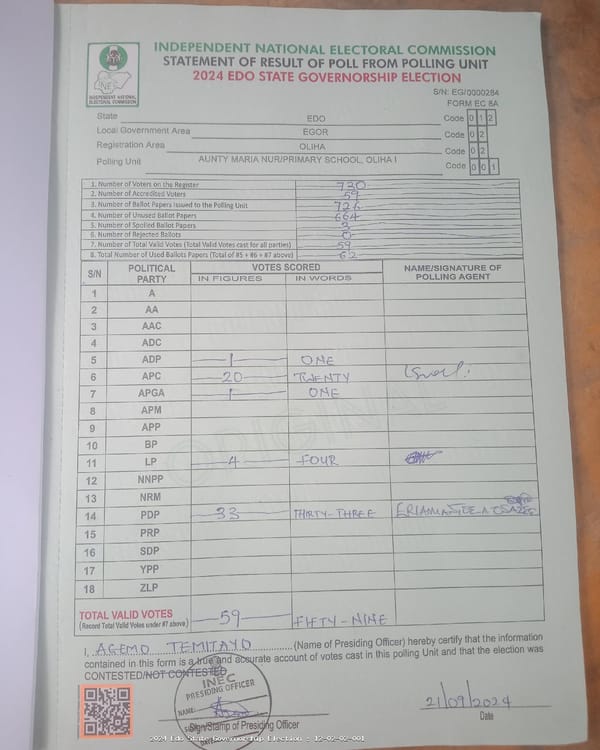 INDEPENDENT NATIONAL ELECTORAL COMMISSION
STATEMENT OF RESULT OF POLL FROM POLLING UNIT
2024 EDO STATE GOVERNORSHIP ELECTION
INEC
INDEPENDENT NATIONAL
ELECTORAL COMMISSION
S/N: EG/0000284
FORM EC 8A
State EDO Code 0 1 2
Local Government Area EGOR Code 0 2
Registration Area OLIHA Code 0 2
Polling Unit AUNTY MARIA NUR/PRIMARY SCHOOL, OLIHA I Code 0 0 1
1. Number of Voters on the Register 730
2. Number of Accredited Voters 59
3. Number of Ballot Papers Issued to the Polling Unit 726
4. Number of Unused Ballot Papers 664
5. Number of Spoiled Ballot Papers 3
6. Number of Rejected Ballots 0
7. Number of Total Valid Votes (Total Valid Votes cast for all parties) 59
8. Total Number of Used Ballots Papers (Total of #5 + #6 + #7 above) 62
S/N POLITICAL PARTY VOTES SCORED NAME/SIGNATURE OF POLLING AGENT
IN FIGURES IN WORDS
1 A
2 AA
3 AAC
4 ADC
5 ADP 1 ONE
6 APC 20 TWENTY
7 APGA 1 ONE
8 APM
9 APP
10 BP
11 LP 4 FOUR
12 NNPP
13 NRM
14 PDP 33 THIRTY-THREE
15 PRP
16 SDP
17 YPP
18 ZLP
ORIGINAL
TOTAL VALID VOTES 59 FIFTY-NINE
(Record Total Valid Votes under #7 above)
I, AGEMO TEMITAYO (Name of Presiding Officer) hereby certify that the information
contained in this form is a true and accurate account of votes cast in this polling Unit and that the election was
CONTESTED/NOT CONTESTED
INEC
PRESIDING OFFICER
NAME:
21/09/2024
Sign/Stamp of Presiding Officer Date
DATE
2024 Edo State Governorship Election - 12-02-02-001